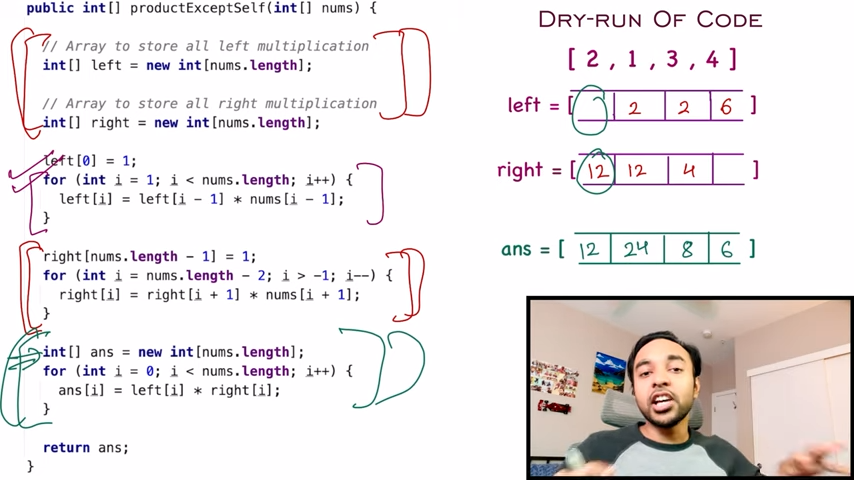 public int[] productExceptSelf(int[] nums) {
// Array to store all left multiplication
int[] left = new int[nums.length];
// Array to store all right multiplication
int[] right = new int[nums.length];
left[0] = 1;
for (int i = 1; i < nums.length; i++) {
left[i] = left[i - 1] * nums[i - 1];
}
right[nums.length - 1] = 1;
for (int i = nums.length - 2; i > -1; i--) {
right[i] = right[i + 1] * nums[i + 1];
}
int[] ans = new int[nums.length];
for (int i = 0; i < nums.length; i++) {
ans[i] = left[i] * right[i];
}
return ans;
}
Dry-run Of Code
[ 2 , 1 , 3 , 4 ]
left = [ 2 2 6 ]
right = [ 12 12 4 ]
ans = [ 12 24 8 6 ]